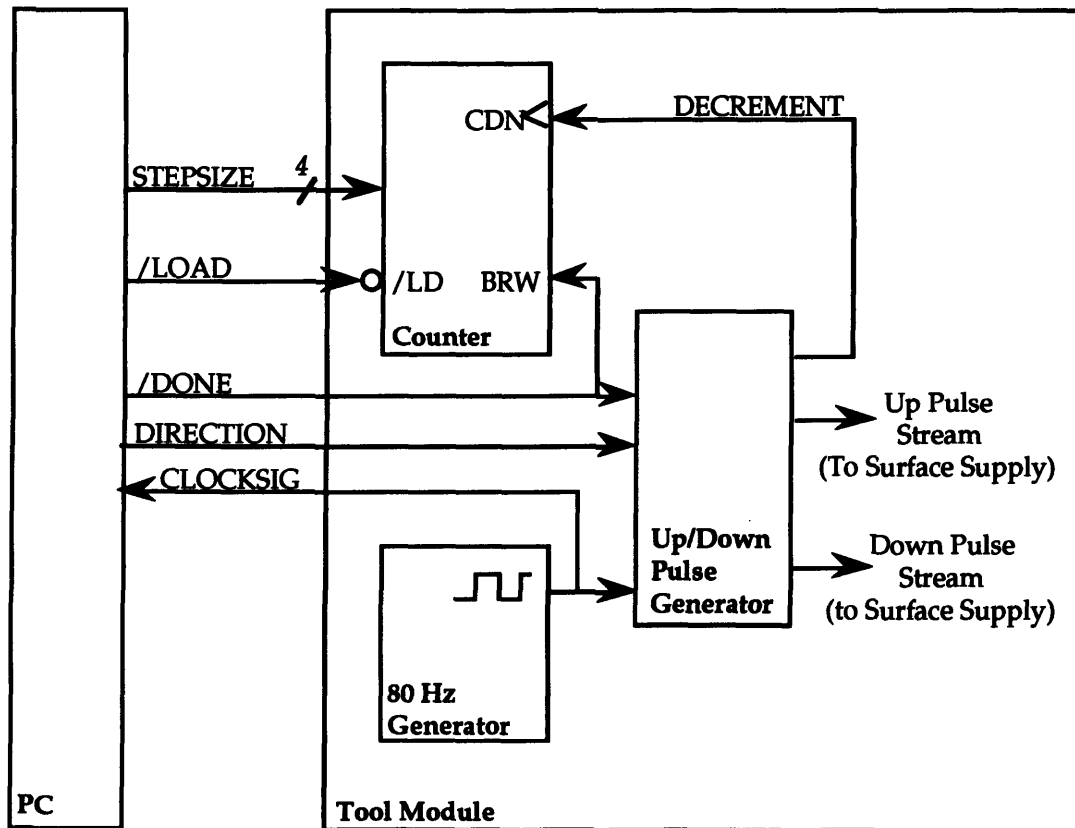 CDN
DECREMENT
STEPSIZE
4
/LOAD
/LD
BRW
Counter
/DONE
DIRECTION
CLOCKSIG
Up Pulse
Stream
(To Surface Supply)
Up/Down
Pulse
Generator
Down Pulse
Stream
(to Surface Supply)
80 Hz
Generator
PC
Tool Module